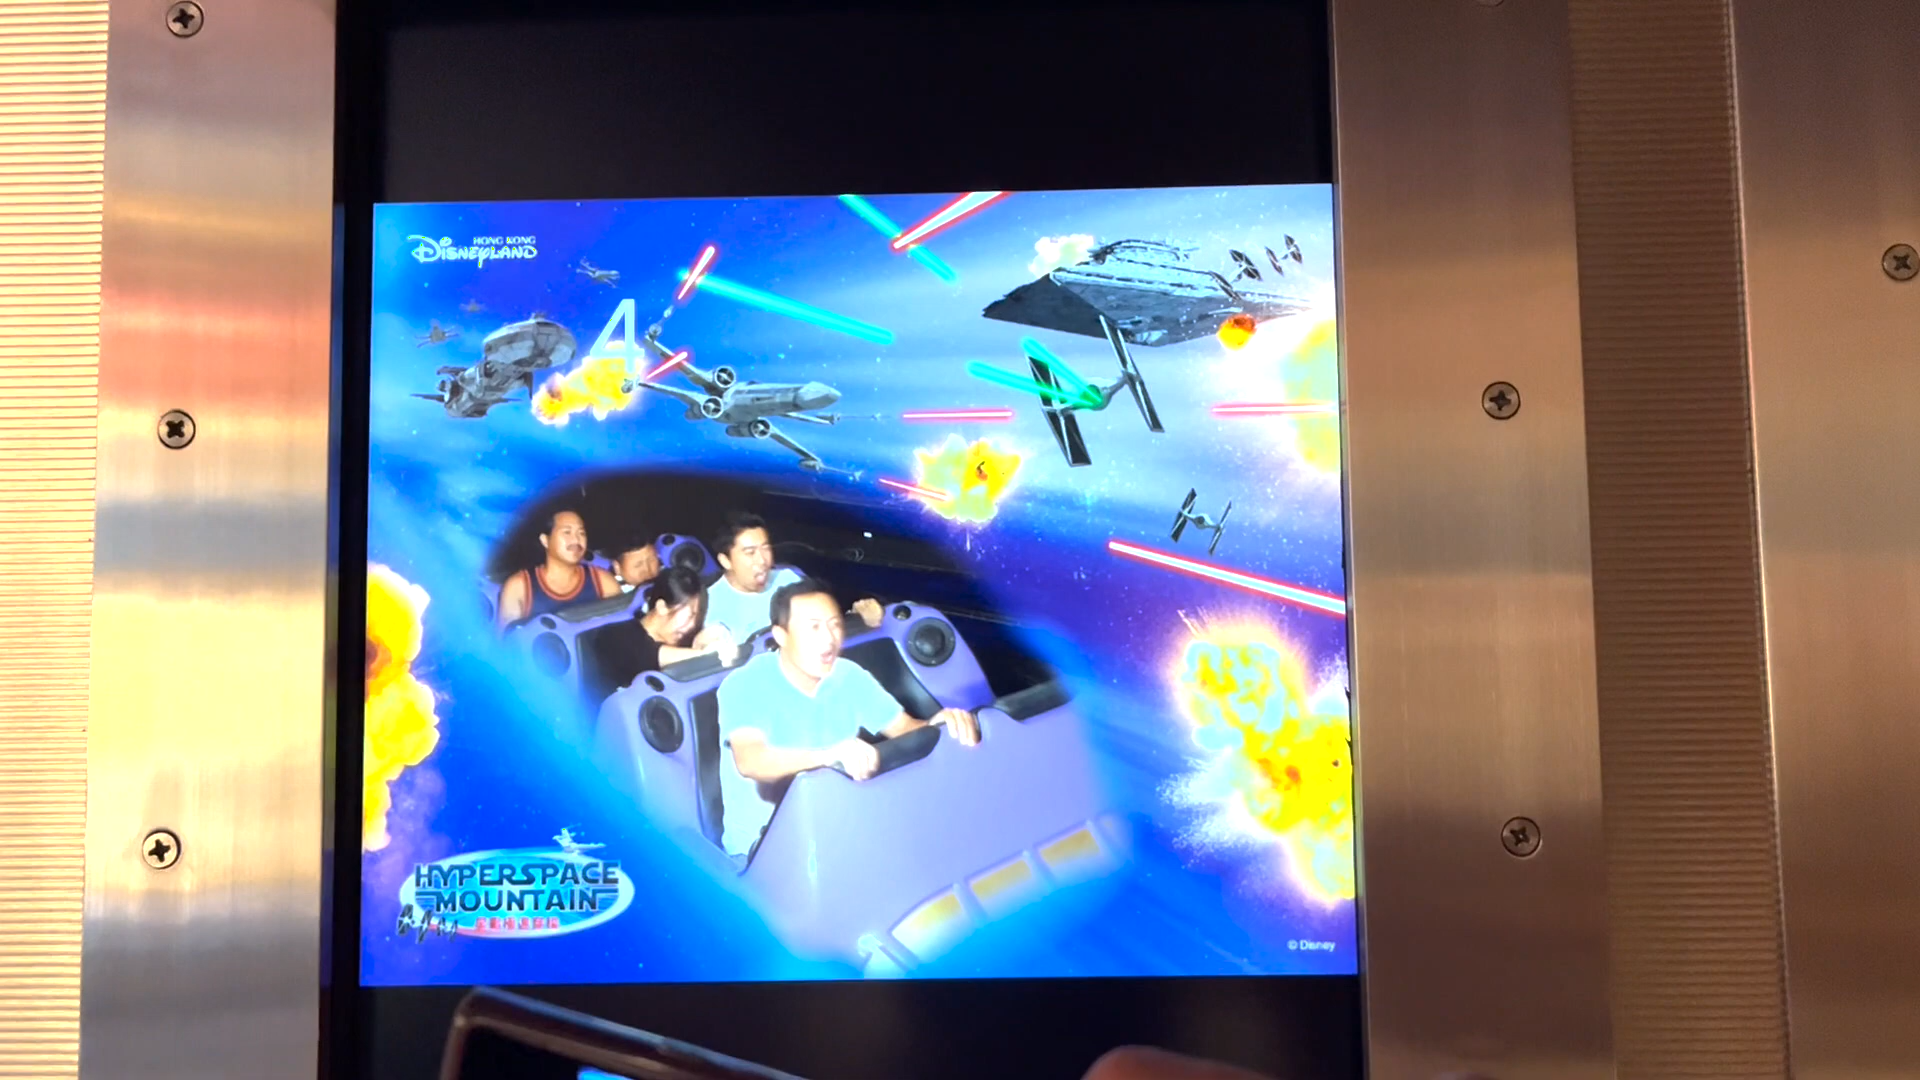 HONG KONG
DISNEYLAND
4
HYPERSPACE
MOUNTAIN
© Disney